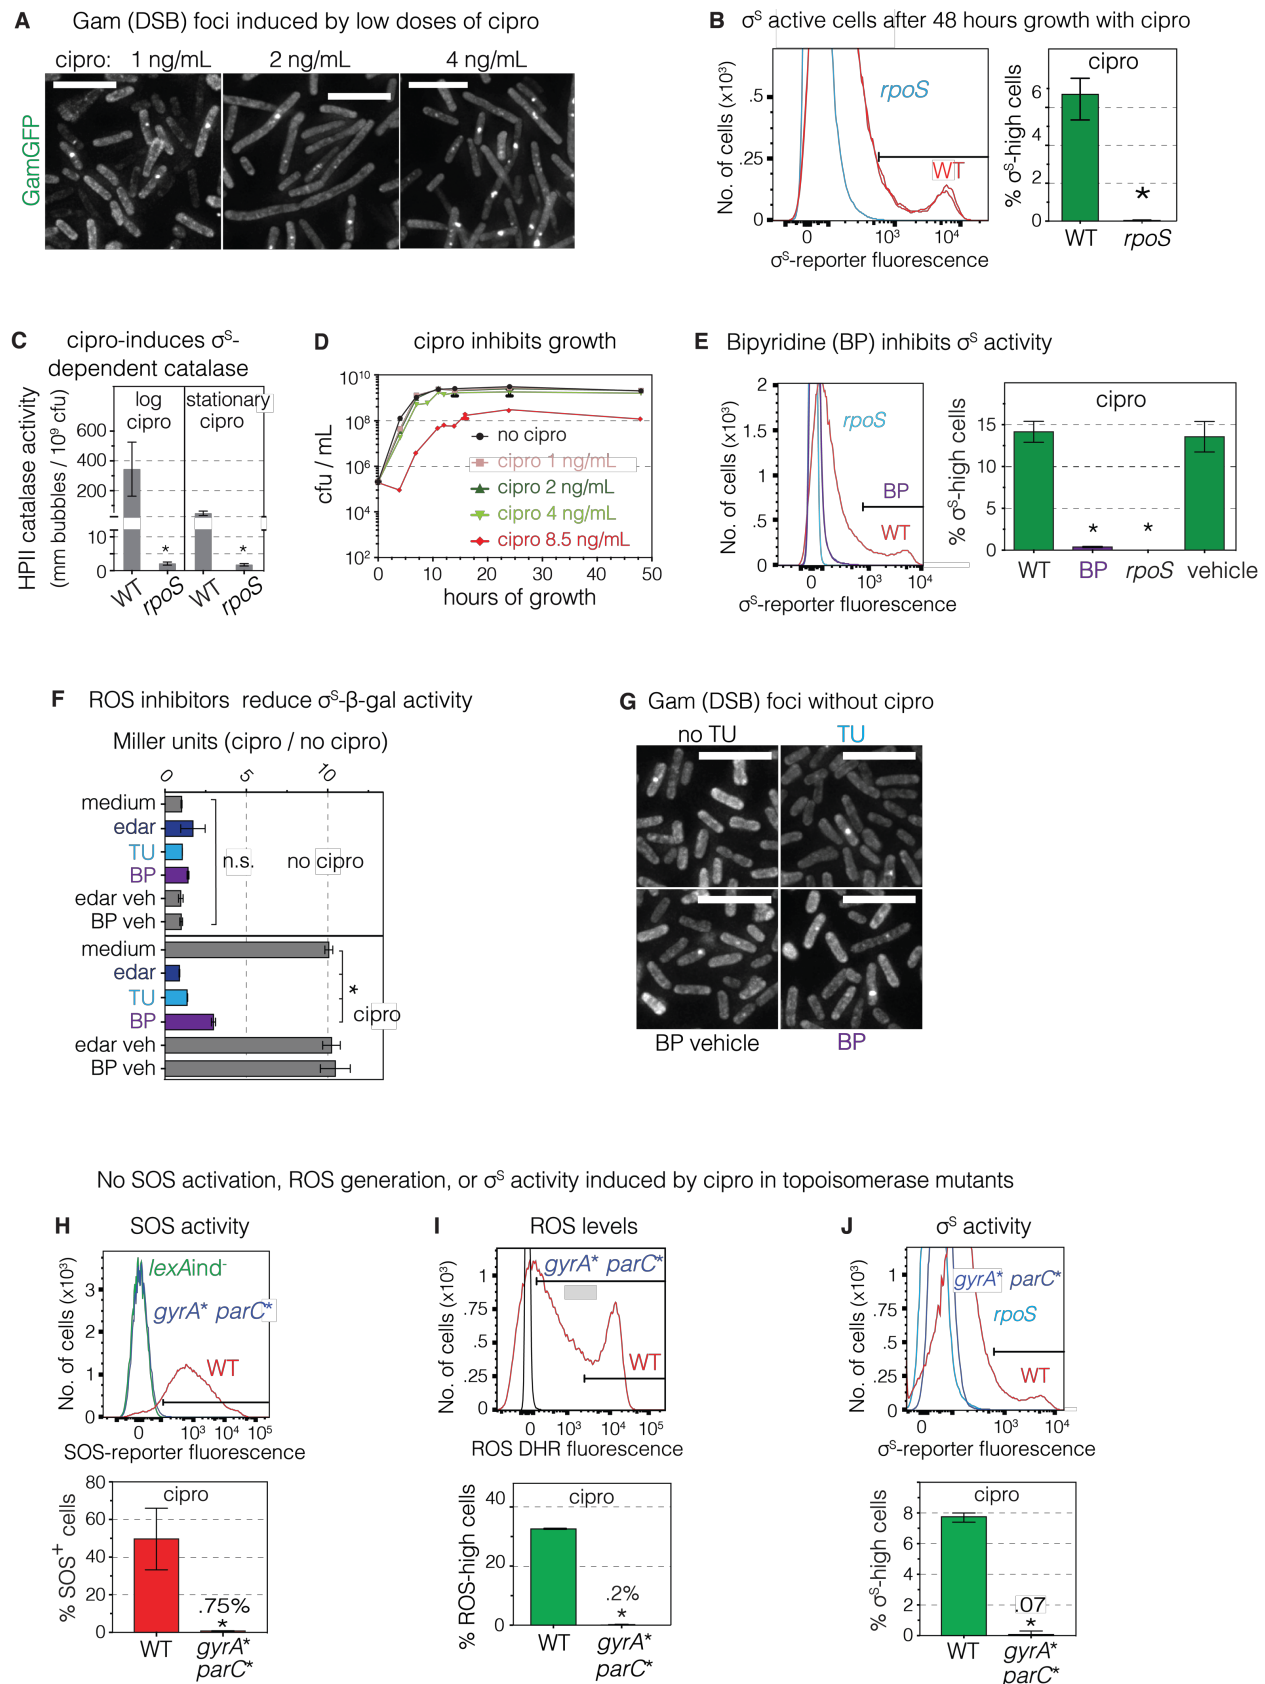 A Gam (DSB) foci induced by low doses of cipro
cipro: 1 ng/mL 2 ng/mL 4 ng/mL
GamGFP
B σS active cells after 48 hours growth with cipro
No. of cells (x10³)
.5
.25
0
rpoS
WT
0 10³ 10⁴
σS-reporter fluorescence
% σS-high cells
6
4
2
0
cipro
*
WT rpoS
C cipro-induces σS-
dependent catalase
HPII catalase activity
(mm bubbles / 10⁹ cfu)
log
cipro
stationary
cipro
600
400
200
10
0
* *
WT rpoS WT rpoS
D cipro inhibits growth
cfu / mL
10¹⁰
10⁸
10⁶
10⁴
10²
no cipro
cipro 1 ng/mL
cipro 2 ng/mL
cipro 4 ng/mL
cipro 8.5 ng/mL
0 10 20 30 40 50
hours of growth
E Bipyridine (BP) inhibits σS activity
No. of cells (x10³)
2
1.5
1
.5
0
rpoS
BP
WT
0 10³ 10⁴
σS-reporter fluorescence
% σS-high cells
15
10
5
0
cipro
* *
WT BP rpoS vehicle
F ROS inhibitors reduce σS-β-gal activity
Miller units (cipro / no cipro)
0 5 10
medium
edar
TU
BP
edar veh
BP veh
n.s. no cipro
medium
edar
TU
BP
edar veh
BP veh
*
cipro
G Gam (DSB) foci without cipro
no TU TU
BP vehicle BP
No SOS activation, ROS generation, or σS activity induced by cipro in topoisomerase mutants
H SOS activity
No. of cells (x10³)
3
2
1
0
lexAind-
gyrA* parC*
WT
0 10³ 10⁴ 10⁵
SOS-reporter fluorescence
% SOS+ cells
80
60
40
20
0
cipro
.75%
*
WT gyrA*
parC*
I ROS levels
No. of cells (x10³)
1
.75
.5
.25
0
gyrA* parC*
WT
0 10³ 10⁴ 10⁵
ROS DHR fluorescence
% ROS-high cells
40
20
0
cipro
.2%
*
WT gyrA*
parC*
J σS activity
No. of cells (x10³)
1
.75
.5
.25
0
gyrA* parC*
rpoS
WT
0 10³ 10⁴
σS-reporter fluorescence
% σS-high cells
8
6
4
2
0
cipro
.07
*
WT gyrA*
parC*